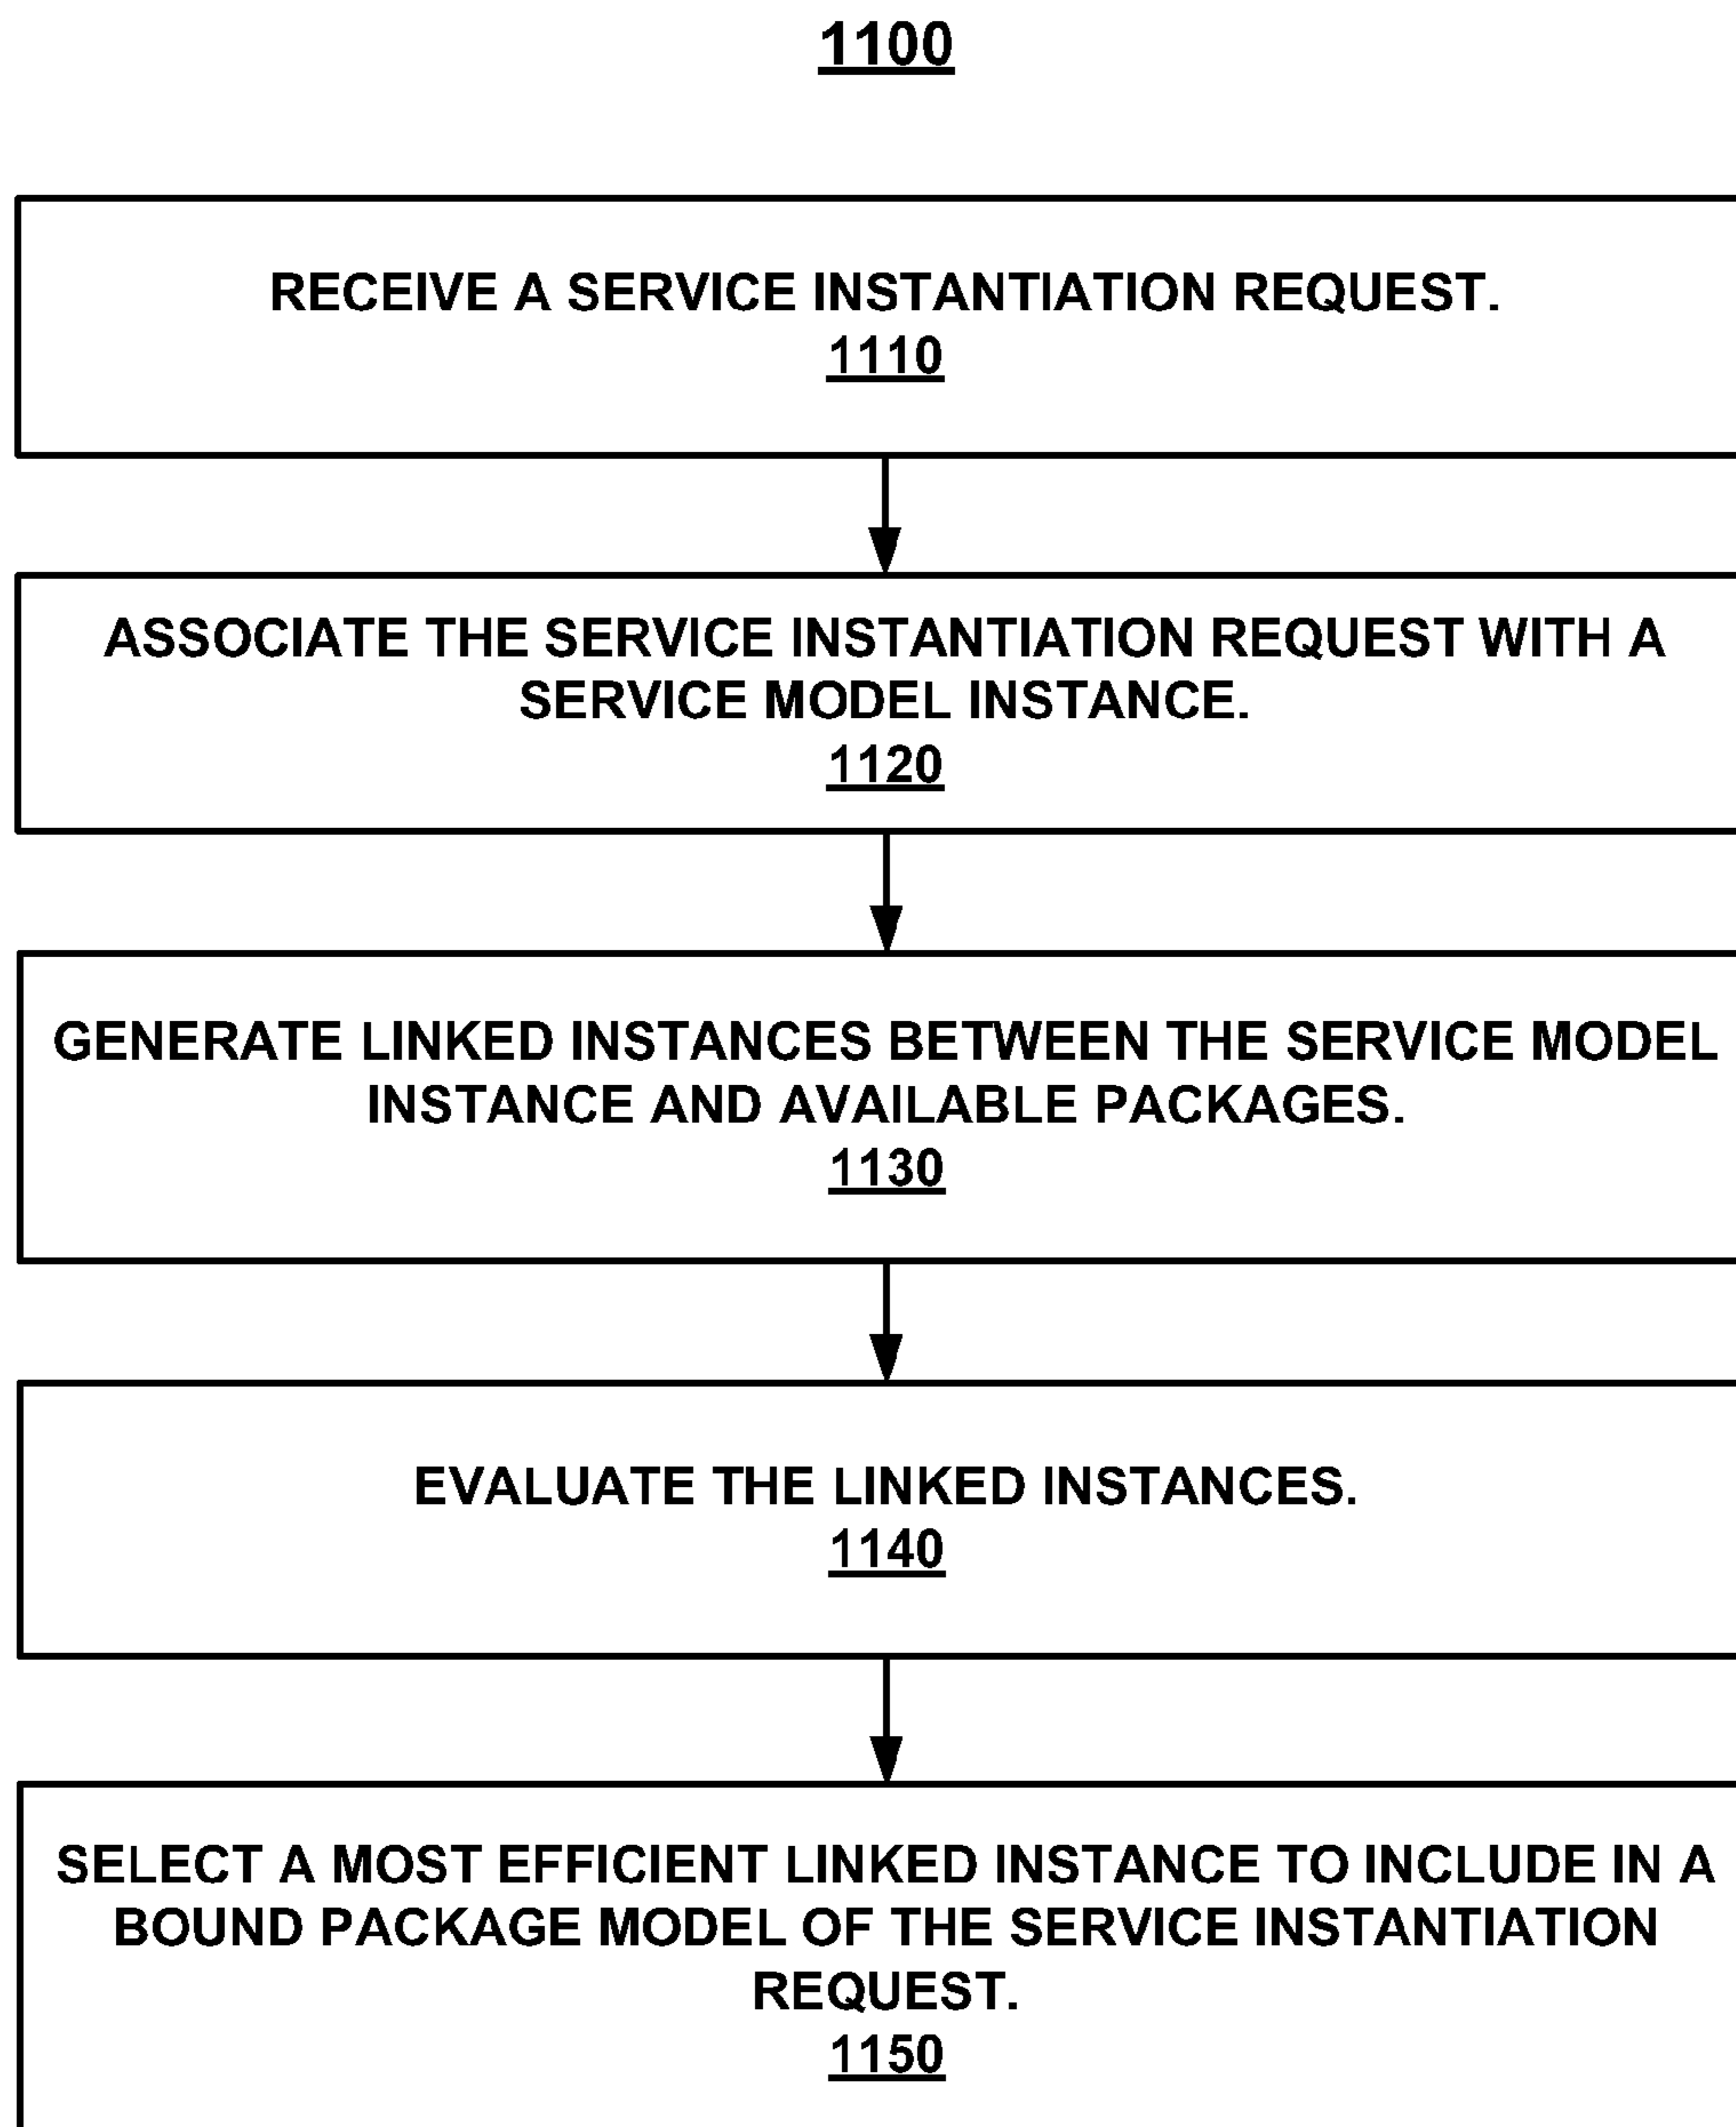 1100
RECEIVE A SERVICE INSTANTIATION REQUEST.
1110
ASSOCIATE THE SERVICE INSTANTIATION REQUEST WITH A
SERVICE MODEL INSTANCE.
1120
GENERATE LINKED INSTANCES BETWEEN THE SERVICE MODEL
INSTANCE AND AVAILABLE PACKAGES.
1130
EVALUATE THE LINKED INSTANCES.
1140
SELECT A MOST EFFICIENT LINKED INSTANCE TO INCLUDE IN A
BOUND PACKAGE MODEL OF THE SERVICE INSTANTIATION
REQUEST.
1150